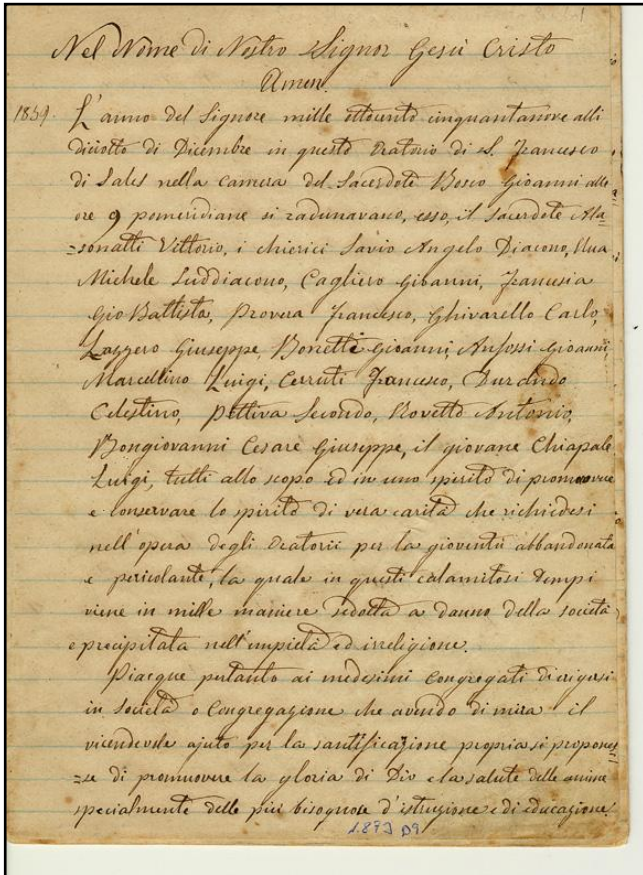 Nel Nome di Nostro Signor Gesù Cristo
Amen.
1859. L'anno del Signore mille ottocento cinquantanove alli
diciotto di Dicembre in questo Oratorio di S. Francesco
di Sales nella camera del Sacerdote Bosco Gioanni alle
ore 9 pomeridiane si radunavano, esso, il Sacerdote Ala=
=sonatti Vittorio, i chierici Savio Angelo Diacono, Rua
Michele Suddiacono, Cagliero Gioanni, Francesia
Gio Battista, Provera Francesco, Ghivarello Carlo,
Lazzero Giuseppe, Bonetti Gioanni, Anfossi Gioanni,
Marcellino Luigi, Cerruti Francesco, Durando
Celestino, Pettiva Secondo, Rovetto Antonio,
Bongiovanni Cesare Giuseppe, il giovane Chiapale
Luigi, tutti allo scopo ed in uno spirito di promuovere
e conservare lo spirito di vera carità che richiedesi
nell'opera degli Oratorii per la gioventù abbandonata
e pericolante, la quale in questi calamitosi tempi
viene in mille maniere sedotta a danno della società
e precipitata nell'empietà ed irreligione.
Piacque pertanto ai medesimi Congregati di erigersi
in Società o Congregazione che avendo di mira il
vicendevole ajuto per la santificazione propria si propones=
=se di promuovere la gloria di Dio e la salute delle anime
specialmente delle più bisognose d'istruzione e di educazione